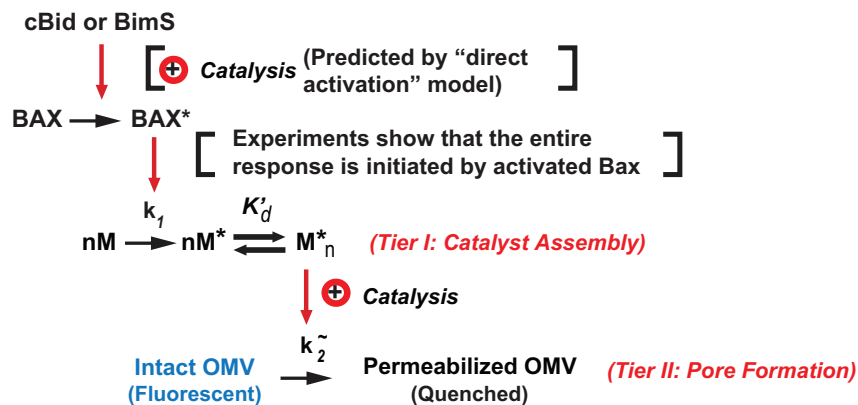 cBid or BimS
+ Catalysis (Predicted by “direct
activation” model)
BAX BAX*
Experiments show that the entire
response is initiated by activated Bax
k1 K'd
nM nM* M*n (Tier I: Catalyst Assembly)
+ Catalysis
k~2
Intact OMV Permeabilized OMV (Tier II: Pore Formation)
(Fluorescent) (Quenched)